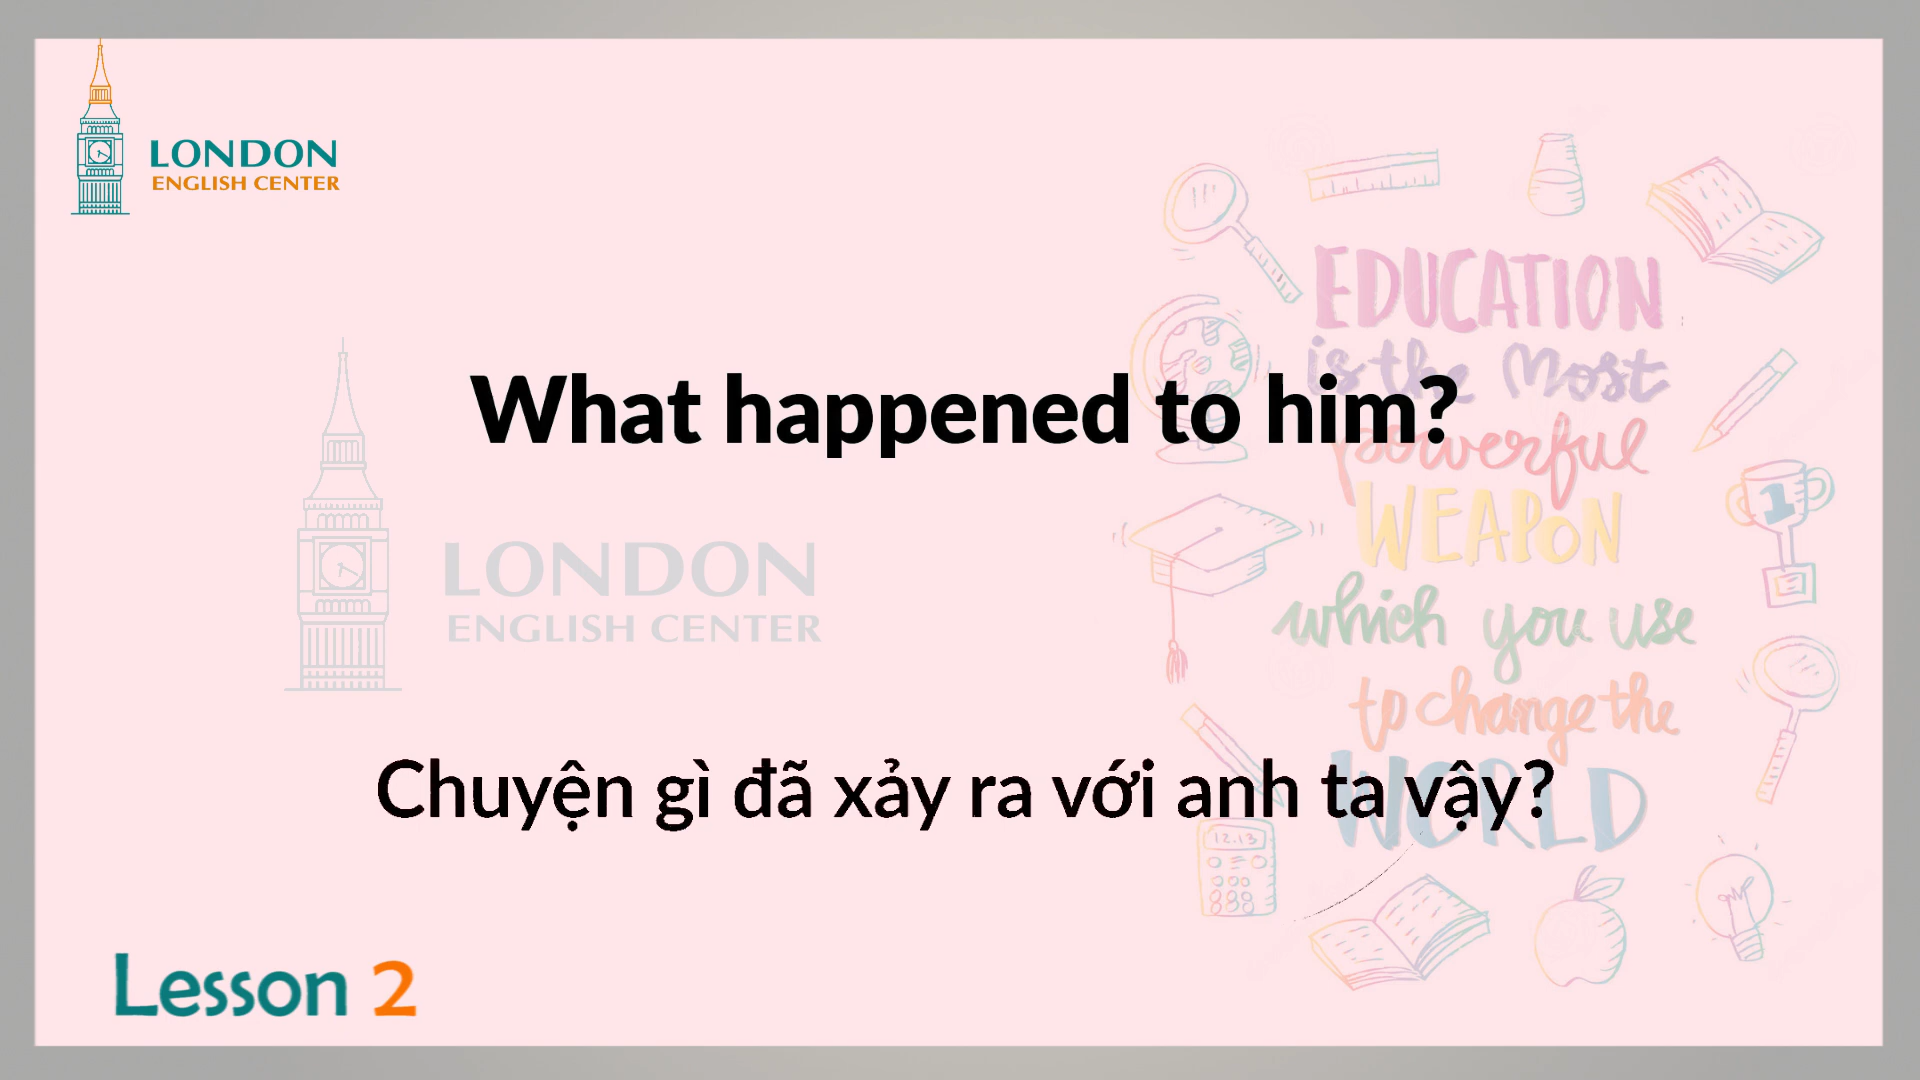 LONDON
ENGLISH CENTER
EDUCATION
is the most
What happened to him?
powerful
WEAPON
LONDON
ENGLISH CENTER
which you use
to change the
WORLD
Chuyện gì đã xảy ra với anh ta vậy?
12.13
1
Lesson 2